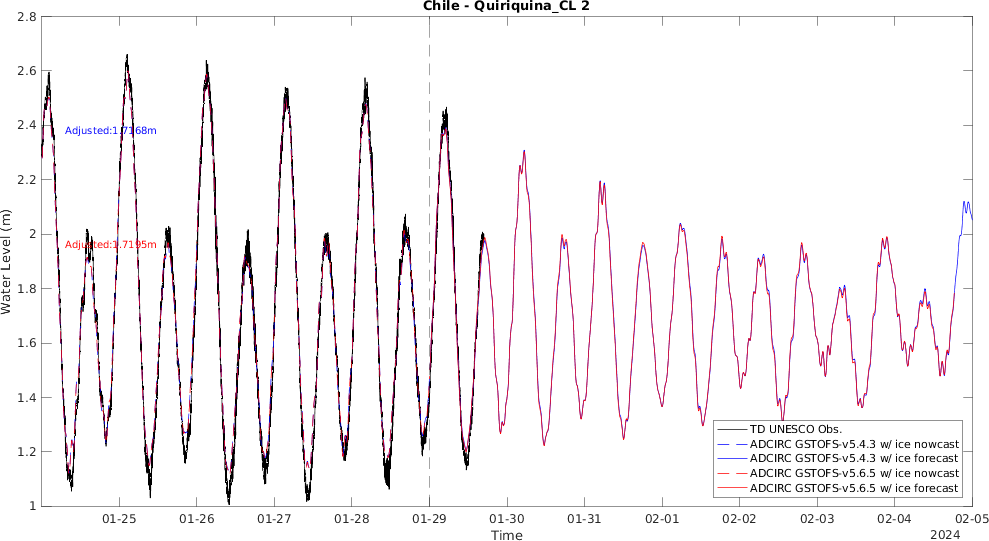 Chile - Quiriquina_CL 2
2.8
2.6
2.4
2.2
2
1.8
1.6
1.4
1.2
1
Water Level (m)
Adjusted:1.7168m
Adjusted:1.7195m
TD UNESCO Obs.
ADCIRC GSTOFS-v5.4.3 w/ ice nowcast
ADCIRC GSTOFS-v5.4.3 w/ ice forecast
ADCIRC GSTOFS-v5.6.5 w/ ice nowcast
ADCIRC GSTOFS-v5.6.5 w/ ice forecast
01-25 01-26 01-27 01-28 01-29 01-30 01-31 02-01 02-02 02-03 02-04 02-05
Time
2024